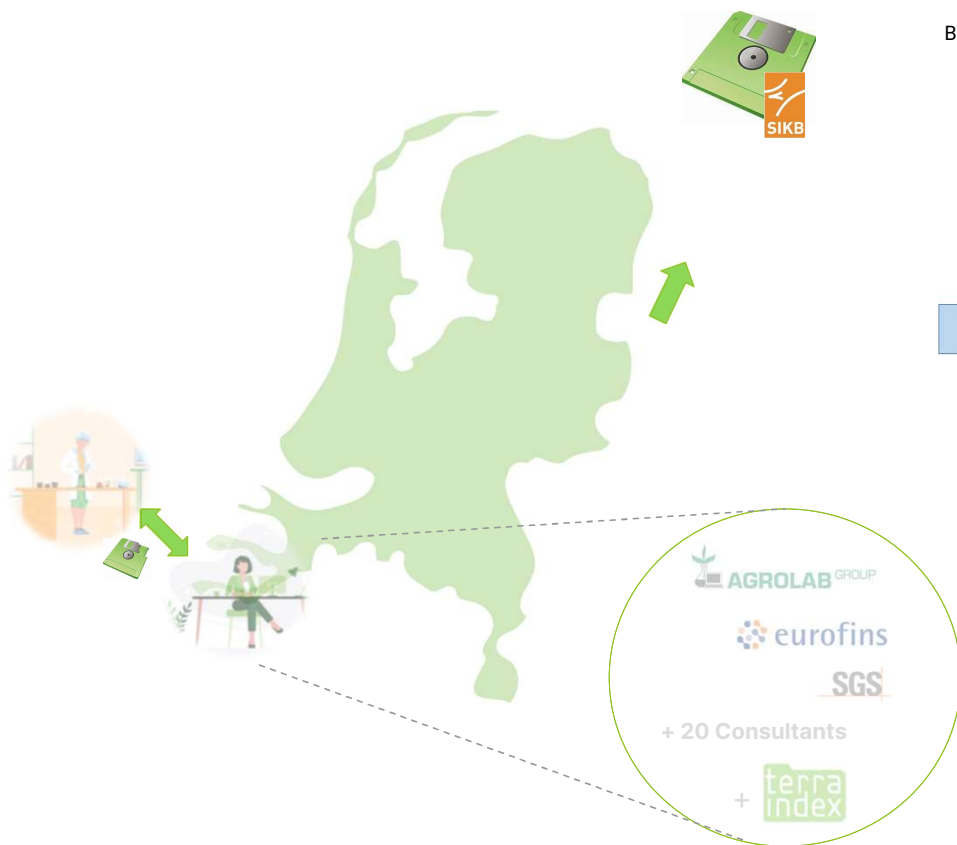 B
SIKB
AGROLAB GROUP
eurofins
SGS
+ 20 Consultants
+ terra
index